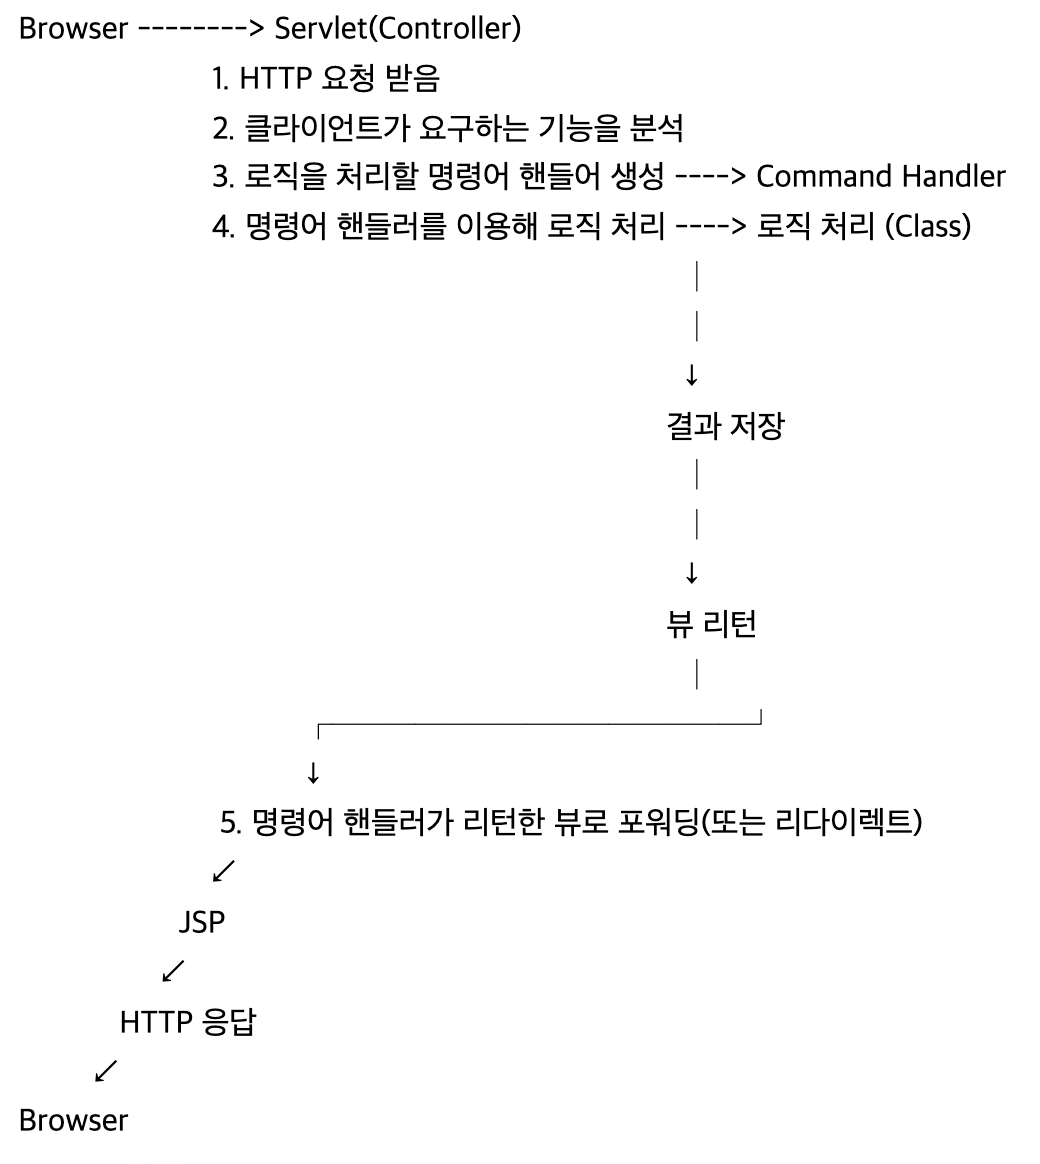 Browser --------> Servlet(Controller)
1. HTTP 요청 받음
2. 클라이언트가 요구하는 기능을 분석
3. 로직을 처리할 명령어 핸들어 생성 ----> Command Handler
4. 명령어 핸들러를 이용해 로직 처리 ----> 로직 처리 (Class)
│
│
↓
결과 저장
│
│
↓
뷰 리턴
│
┌────────────────┘
↓
5. 명령어 핸들러가 리턴한 뷰로 포워딩(또는 리다이렉트)
↙
JSP
↙
HTTP 응답
↙
Browser